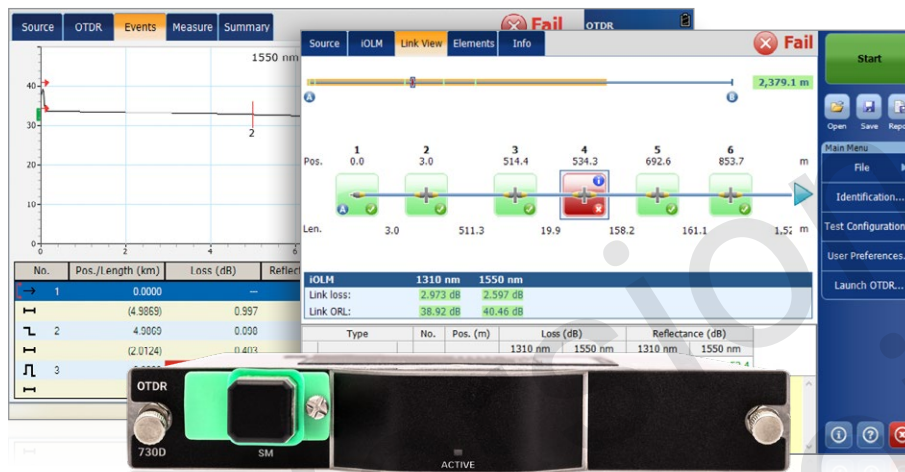 Source OTDR Events Measure Summary Fail OTDR
1550 nm
40
30
20
10
0
0 2 4 6
2
No. Pos./Length (km) Loss (dB)
1 0.0000 ---
(4.9869) 0.997
2 4.9869 0.090
(2.0124) 0.403
3
Source iOLM Link View Elements Info Fail
2,379.1 m
A B
1 2 3 4 5 6
Pos. 0.0 3.0 514.4 534.3 692.6 853.7 m
A
Len. 3.0 511.3 19.9 158.2 161.1 m
iOLM 1310 nm 1550 nm
Link loss: 2.973 dB 2.597 dB
Link ORL: 38.92 dB 40.46 dB
Type No. Pos. (m) Loss (dB) Reflectance (dB)
1310 nm 1550 nm 1310 nm 1550 nm
Start
Open Save
Main Menu
File
Identification...
Test Configuration
User Preferences.
Launch OTDR...
OTDR
730D SM
ACTIVE